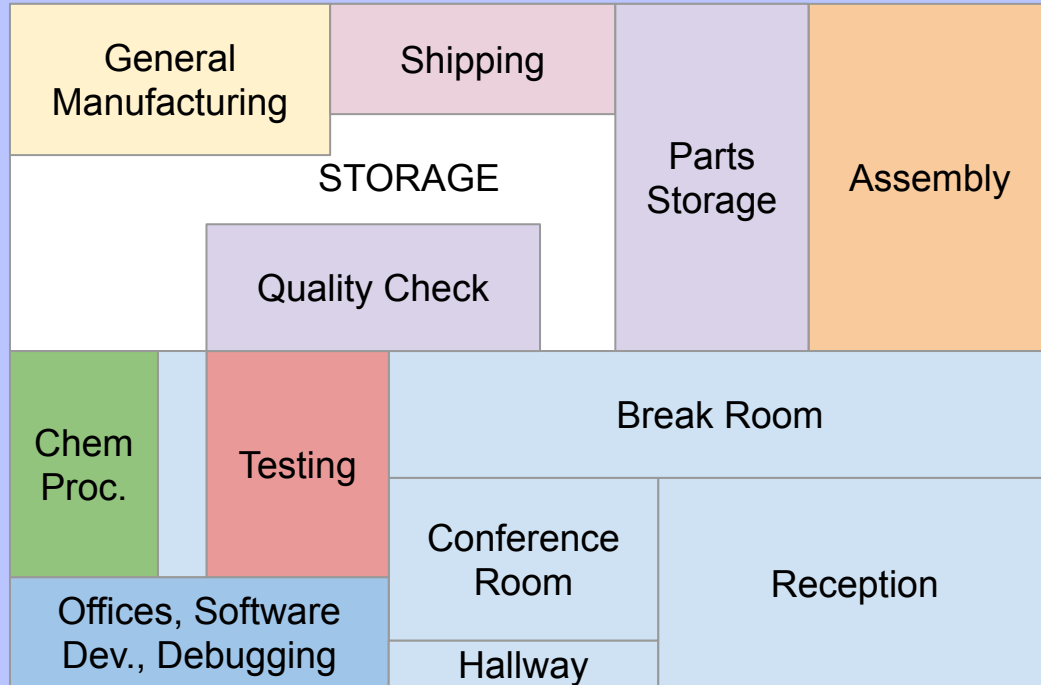 General
Manufacturing
Shipping
Parts
Storage
Assembly
STORAGE
Quality Check
Chem
Proc.
Testing
Break Room
Conference
Room
Reception
Offices, Software
Dev., Debugging
Hallway